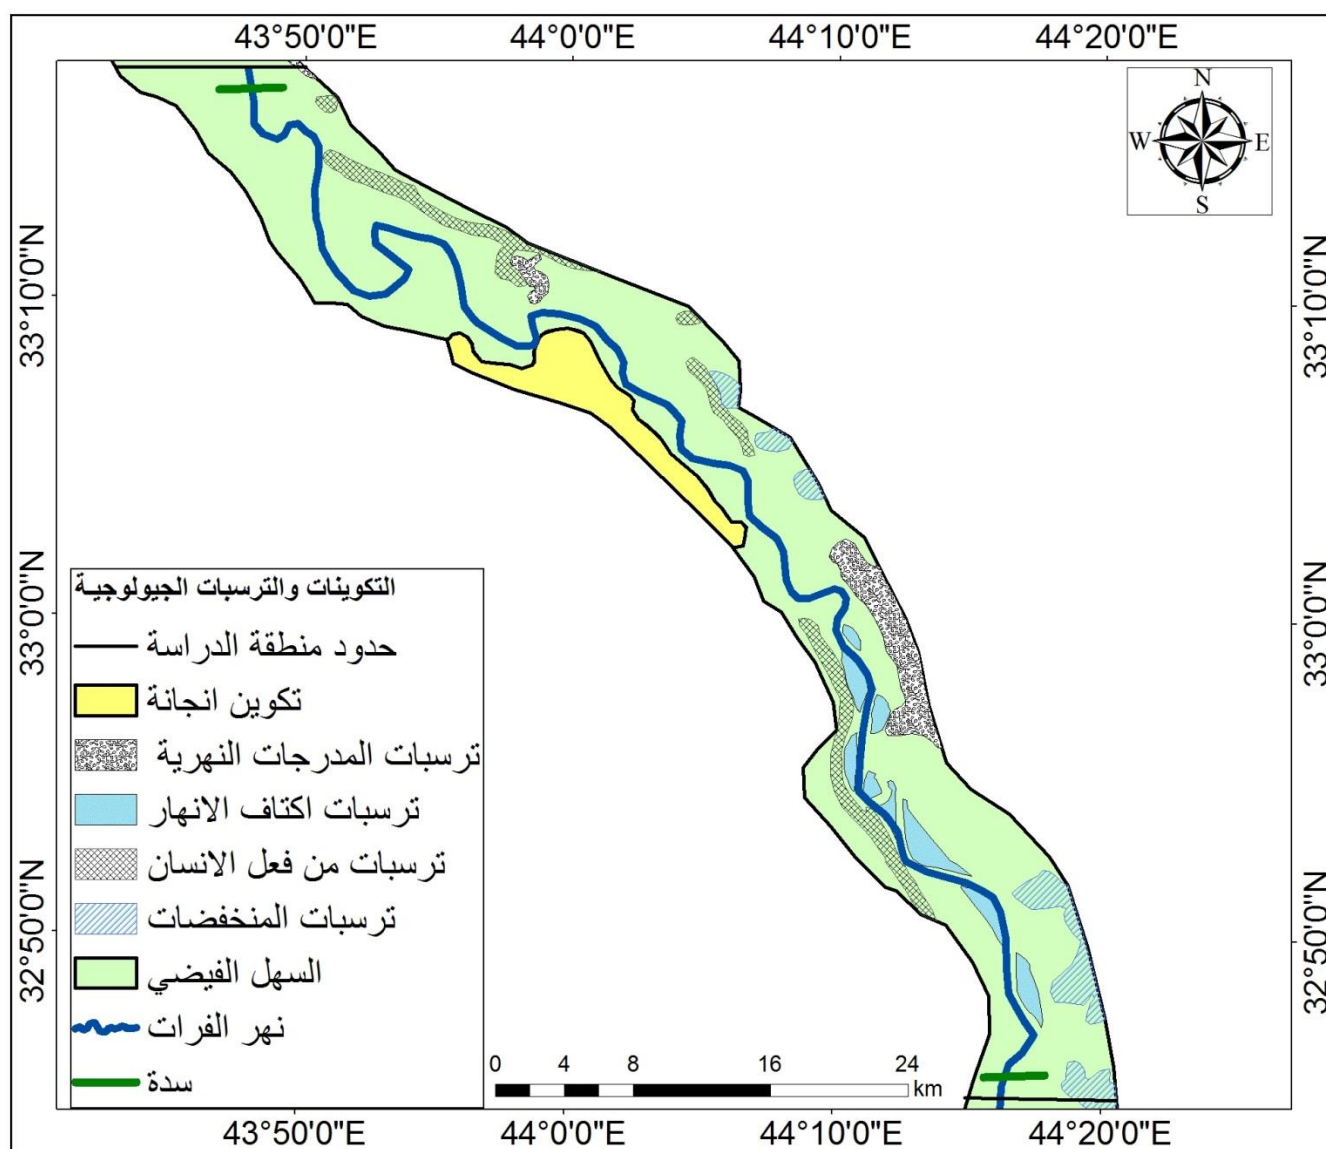 43°50'0"E 44°0'0"E 44°10'0"E 44°20'0"E
N
W E
S
33°10'0"N 33°10'0"N
33°0'0"N 33°0'0"N
32°50'0"N 32°50'0"N
التكوينات والترسبات الجيولوجية
حدود منطقة الدراسة
تكوين انجانة
ترسبات المدرجات النهرية
ترسبات اكتاف الانهار
ترسبات من فعل الانسان
ترسبات المنخفضات
السهل الفيضي
نهر الفرات
سدة
0 4 8 16 24
km
43°50'0"E 44°0'0"E 44°10'0"E 44°20'0"E